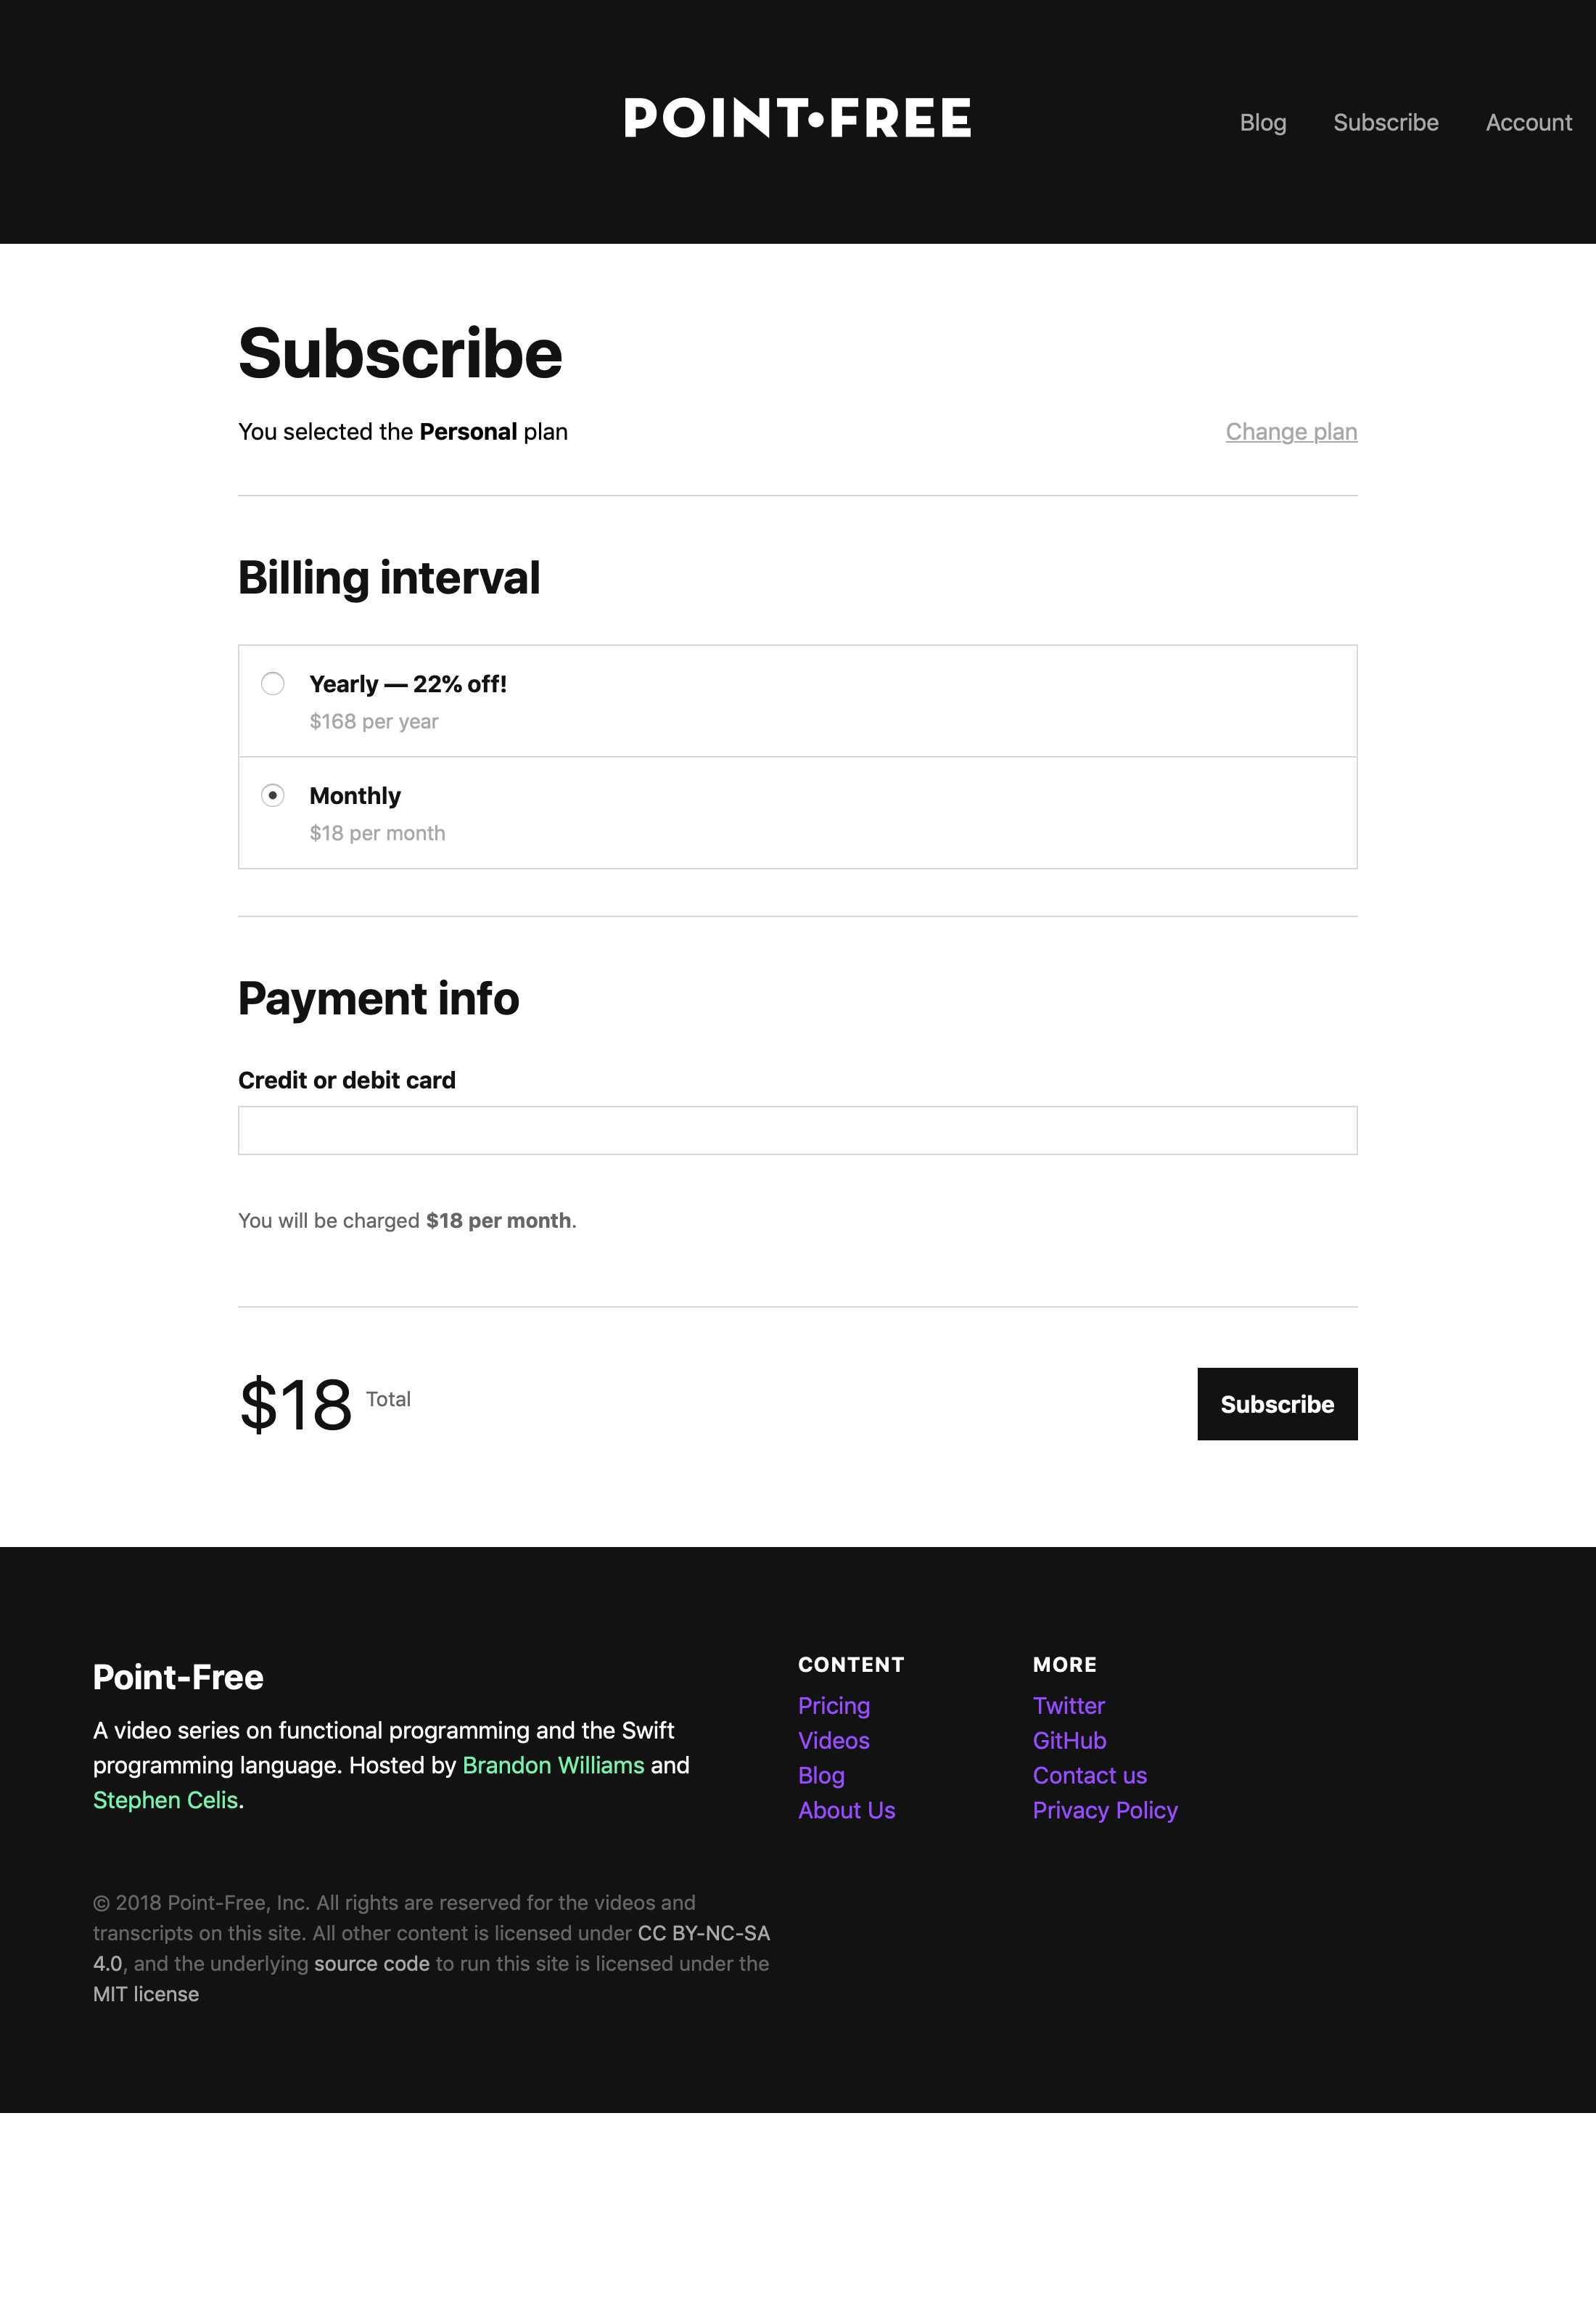 POINT•FREE
Blog Subscribe Account
Subscribe
You selected the Personal plan
Change plan
Billing interval
Yearly — 22% off!
$168 per year
Monthly
$18 per month
Payment info
Credit or debit card
You will be charged $18 per month.
$18 Total
Subscribe
Point-Free
A video series on functional programming and the Swift
programming language. Hosted by Brandon Williams and
Stephen Celis.
CONTENT
Pricing
Videos
Blog
About Us
MORE
Twitter
GitHub
Contact us
Privacy Policy
© 2018 Point-Free, Inc. All rights are reserved for the videos and
transcripts on this site. All other content is licensed under CC BY-NC-SA
4.0, and the underlying source code to run this site is licensed under the
MIT license